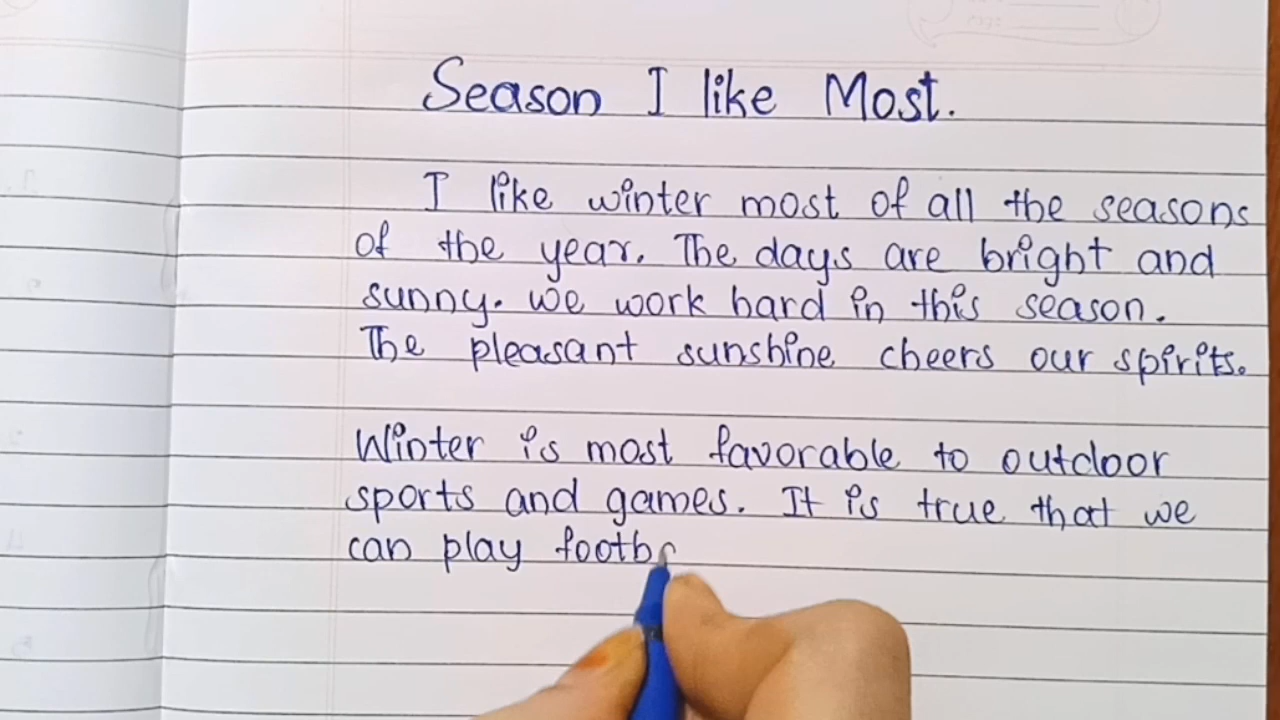 Season I like Most.
I like winter most of all the seasons
of the year. The days are bright and
sunny. We work hard in this season.
The pleasant sunshine cheers our spirits.
Winter is most favorable to outdoor
sports and games. It is true that we
can play footb